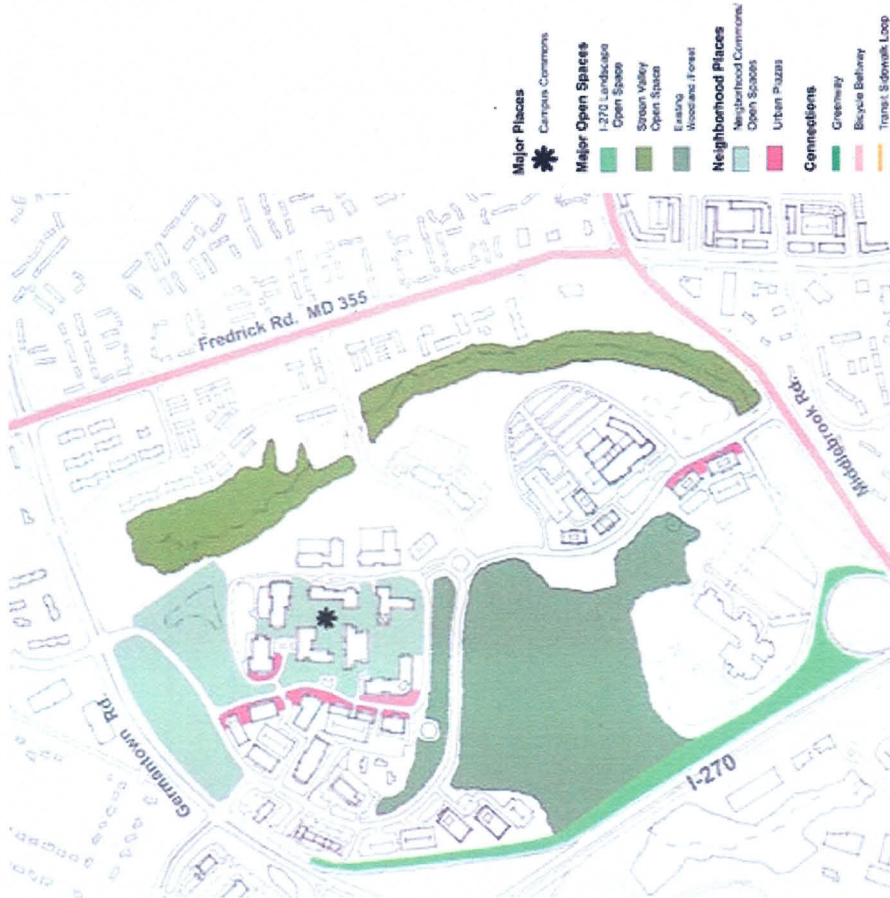 Major Places
Campus Commons
Major Open Spaces
I-270 Landscape
Open Space
Stream Valley
Open Space
Existing
Woodland /Forest
Neighborhood Places
Neighborhood Commons/
Open Spaces
Urban Plazas
Connections
Greenway
Bicycle Beltway
Transit Sidewalk Loop
Fredrick Rd. MD 355
Germantown Rd.
Middlebrook Rd.
I-270